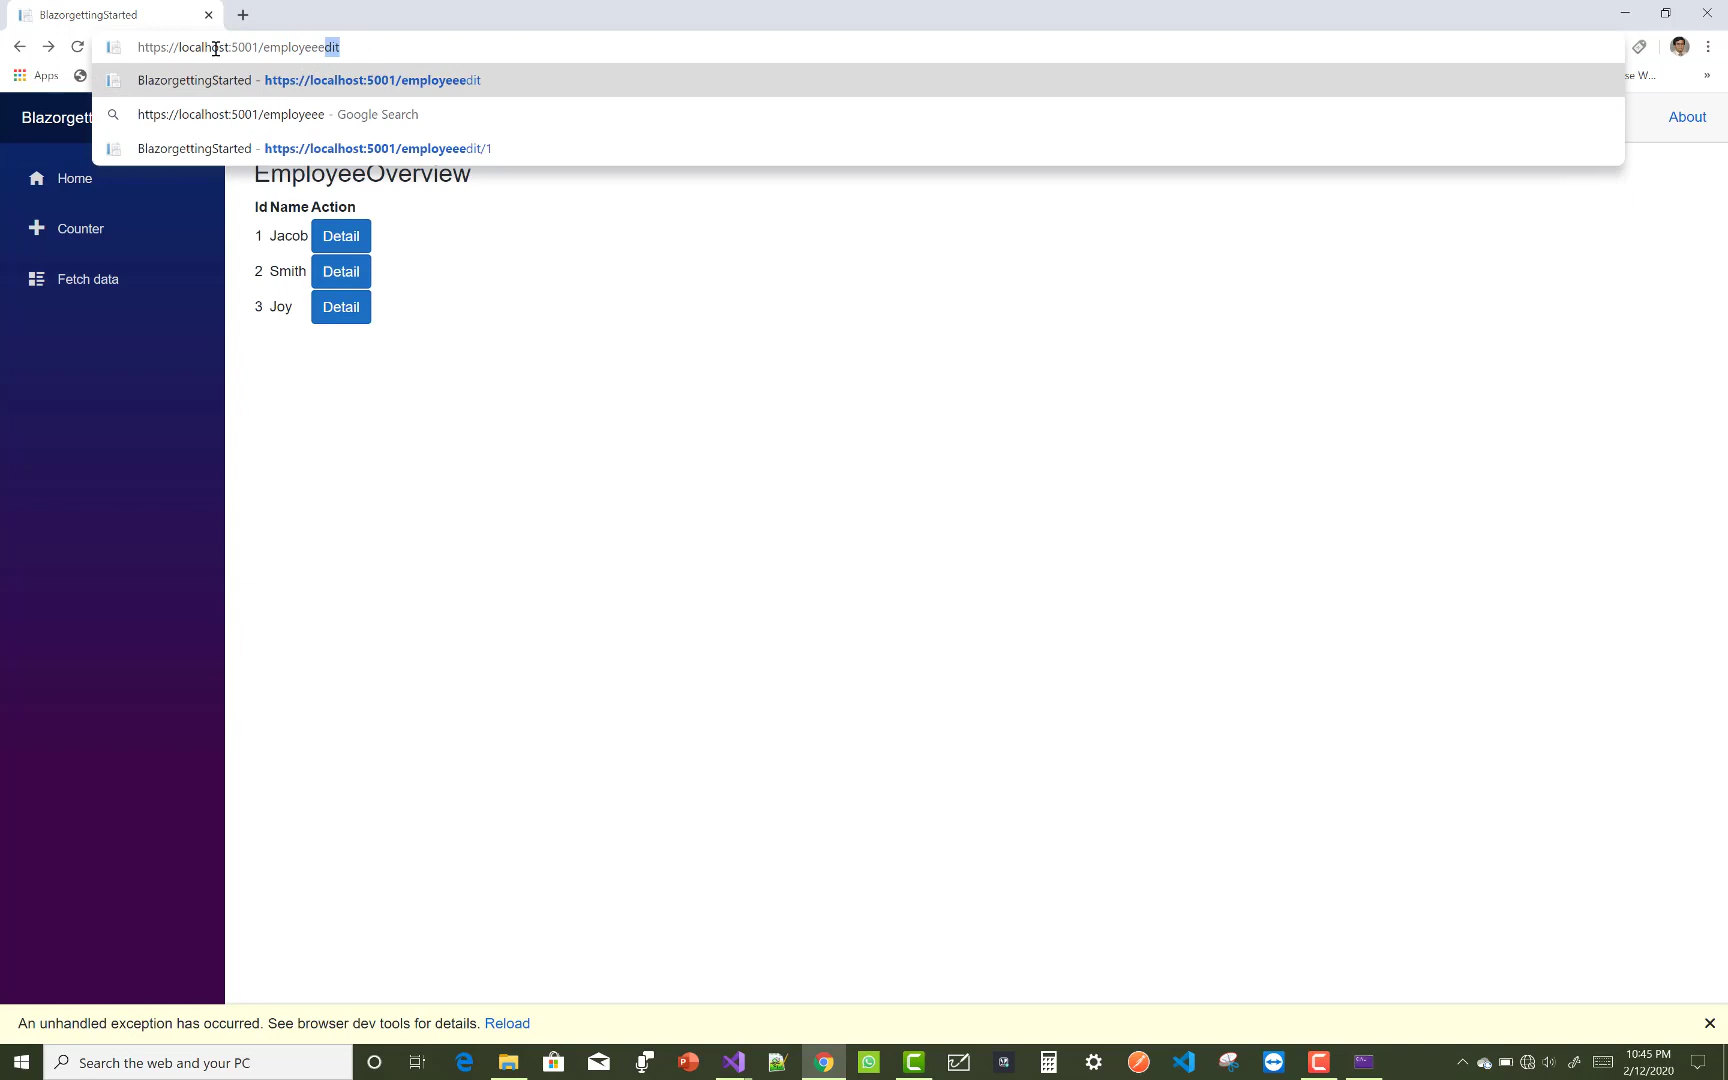 BlazorgettingStarted
https://localhost:5001/employeeedit
Apps
BlazorgettingStarted - https://localhost:5001/employeeedit
se W...
»
https://localhost:5001/employeee - Google Search
Blazorgett
About
BlazorgettingStarted - https://localhost:5001/employeeedit/1
Home
Counter
Fetch data
EmployeeOverview
Id Name Action
1 Jacob Detail
2 Smith Detail
3 Joy Detail
An unhandled exception has occurred. See browser dev tools for details. Reload
Search the web and your PC
10:45 PM
2/12/2020